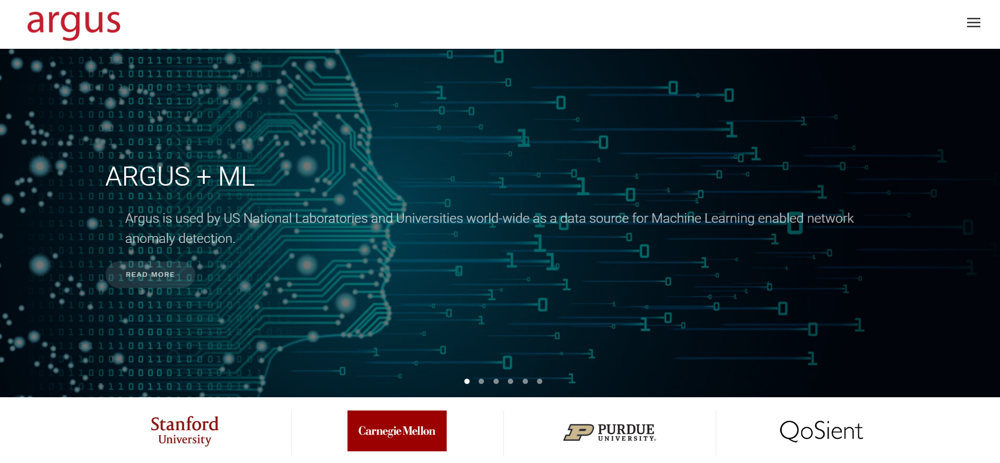 argus
ARGUS + ML
Argus is used by US National Laboratories and Universities world-wide as a data source for Machine Learning enabled network
anomaly detection.
READ MORE
Stanford
University
Carnegie Mellon
PURDUE
UNIVERSITY®
QoSient